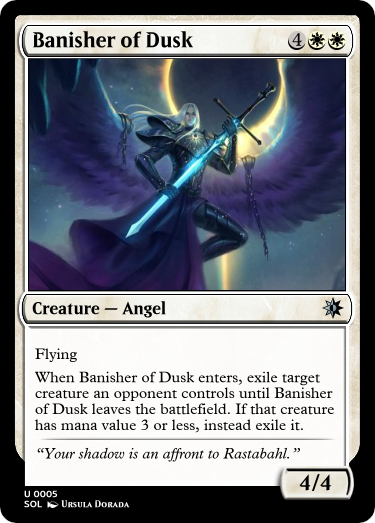 Banisher of Dusk 4
Creature — Angel
Flying
When Banisher of Dusk enters, exile target
creature an opponent controls until Banisher
of Dusk leaves the battlefield. If that creature
has mana value 3 or less, instead exile it.
“Your shadow is an affront to Rastabahl.”
4/4
U 0005
SOL Ursula Dorada